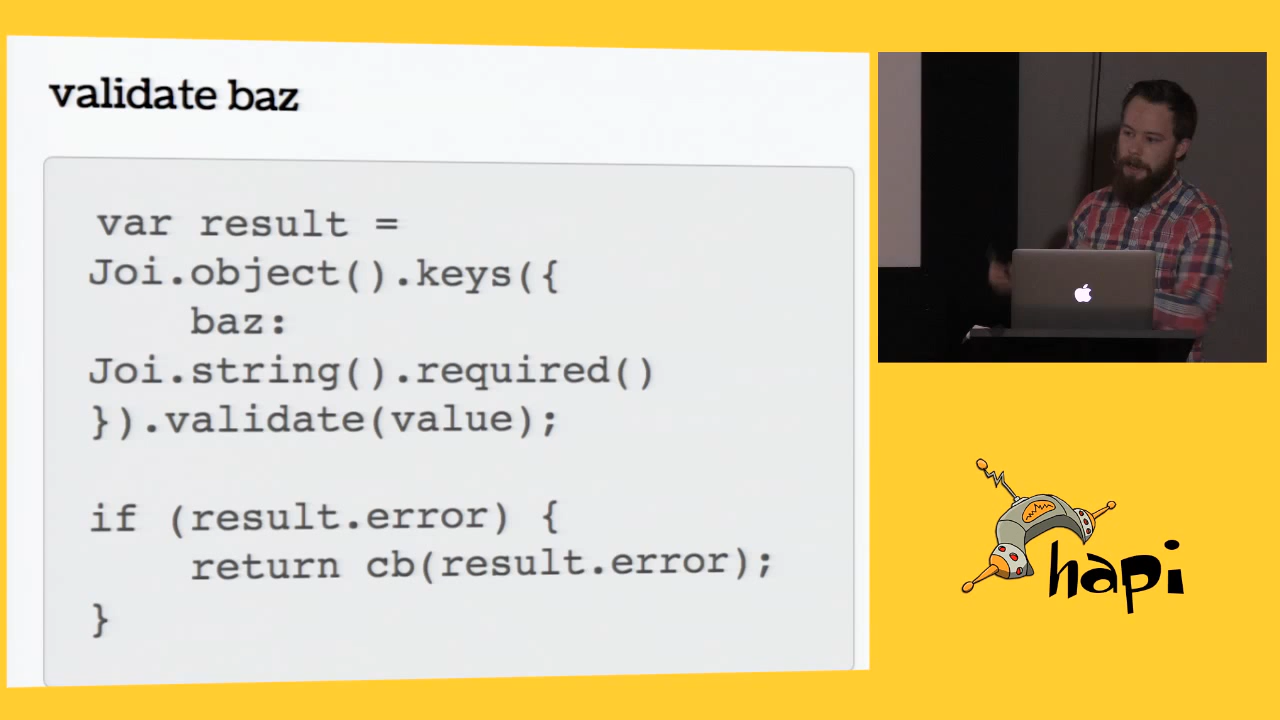 validate baz
var result =
Joi.object().keys({
    baz:
Joi.string().required()
}).validate(value);
if (result.error) {
    return cb(result.error);
}
hapi